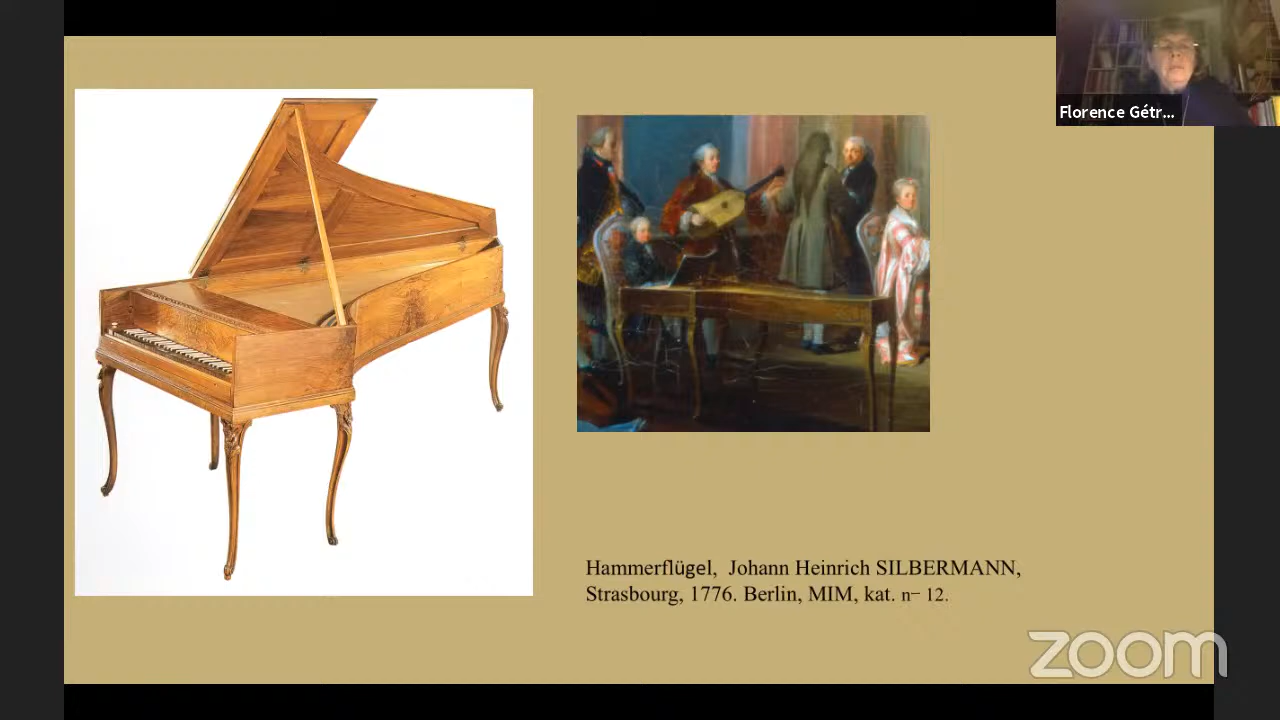 Florence Gétr...
Hammerflügel, Johann Heinrich SILBERMANN,
Strasbourg, 1776. Berlin, MIM, kat. n− 12.
zoom